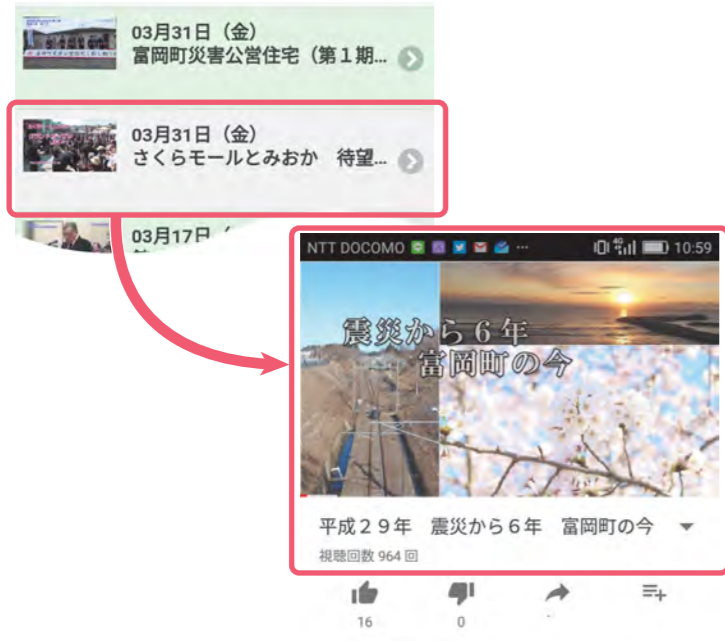 03月31日（金）
富岡町災害公営住宅（第１期...
03月31日（金）
さくらモールとみおか　待望...
03月17日
NTT DOCOMO
...
4G
10:59
震災から６年
富岡町の今
平成２９年　震災から６年　富岡町の今
視聴回数 964 回
16
0